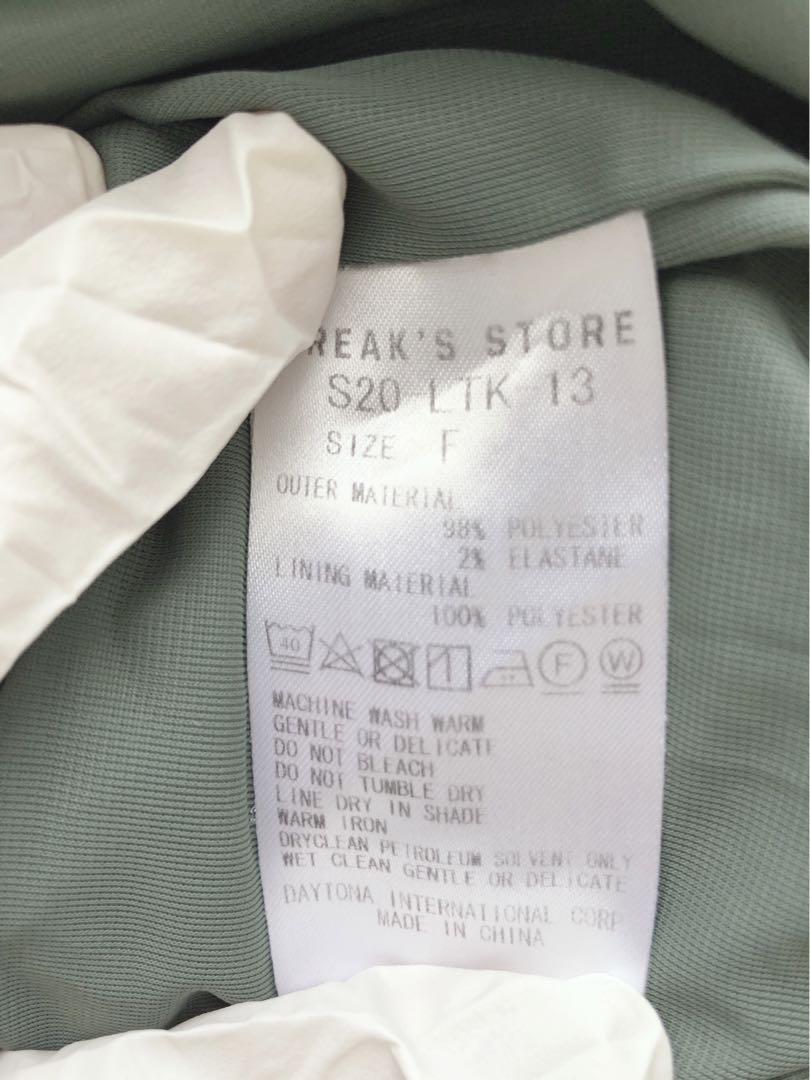 REAK'S STORE
S20 LTK 13
SIZE F
OUTER MATERIAL
98% POLYESTER
2% ELASTANE
LINING MATERIAL
100% POLYESTER
40 F W
MACHINE WASH WARM
GENTLE OR DELICATE
DO NOT BLEACH
DO NOT TUMBLE DRY
LINE DRY IN SHADE
WARM IRON
DRYCLEAN PETROLEUM SOLVENT ONLY
WET CLEAN GENTLE OR DELICATE
DAYTONA INTERNATIONAL CORP
MADE IN CHINA